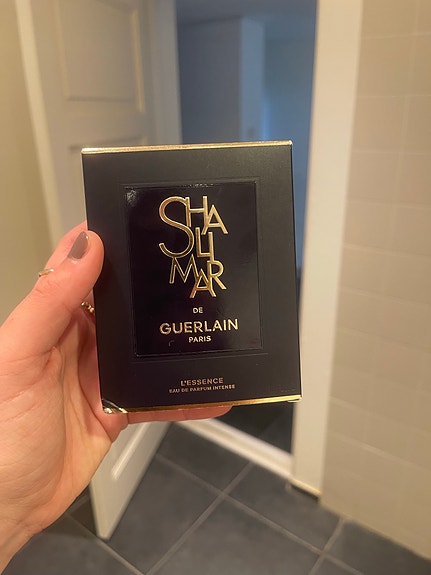 SHA
LI
MAR
DE
GUERLAIN
PARIS
L'ESSENCE
EAU DE PARFUM INTENSE